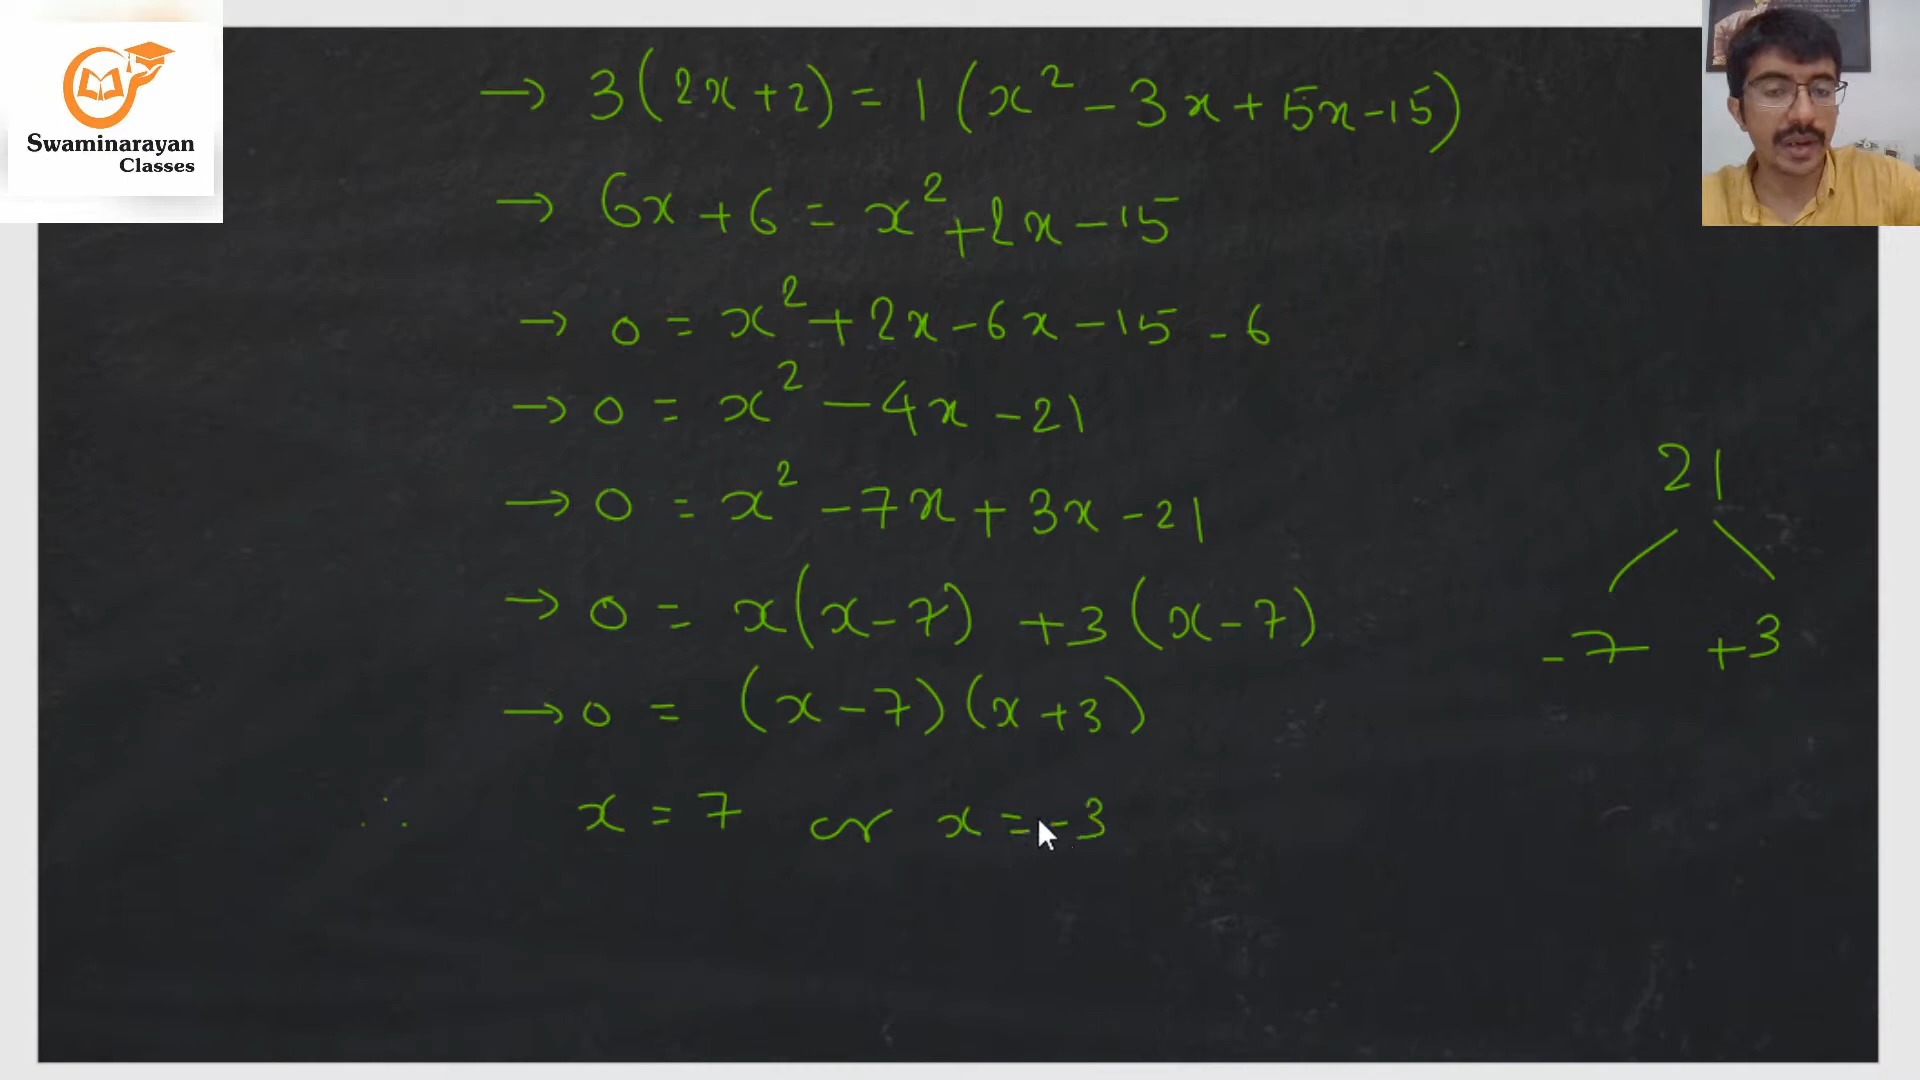 Swaminarayan
Classes
→ 3(2x+2) = 1(x² - 3x + 5x - 15)
→ 6x + 6 = x² + 2x - 15
→ 0 = x² + 2x - 6x - 15 - 6
→ 0 = x² - 4x - 21
→ 0 = x² - 7x + 3x - 21
→ 0 = x(x-7) + 3(x-7)
→ 0 = (x-7)(x+3)
∴ x = 7 or x = -3
21
-7 +3